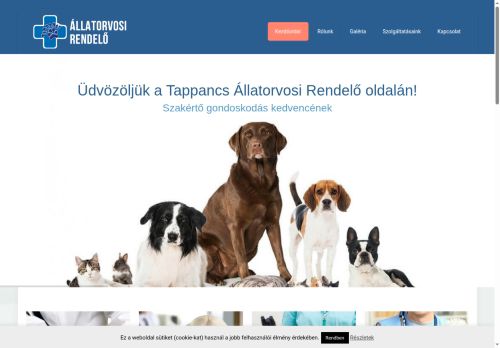 ÁLLATORVOSI
RENDELŐ
Kezdőoldal Rólunk Galéria Szolgáltatásaink Kapcsolat
Üdvözöljük a Tappancs Állatorvosi Rendelő oldalán!
Szakértő gondoskodás kedvencének
Ez a weboldal sütiket (cookie-kat) használ a jobb felhasználói élmény érdekében. Rendben Részletek